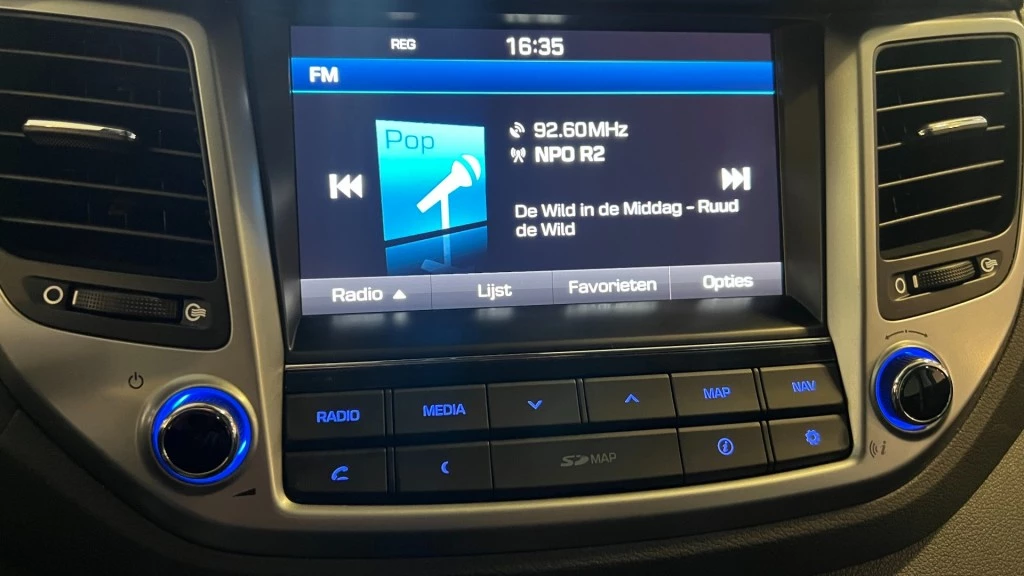 REG 16:35
FM
Pop
92.60MHz
NPO R2
De Wild in de Middag - Ruud
de Wild
Radio ▲ Lijst Favorieten Opties
RADIO MEDIA MAP NAV
SD MAP